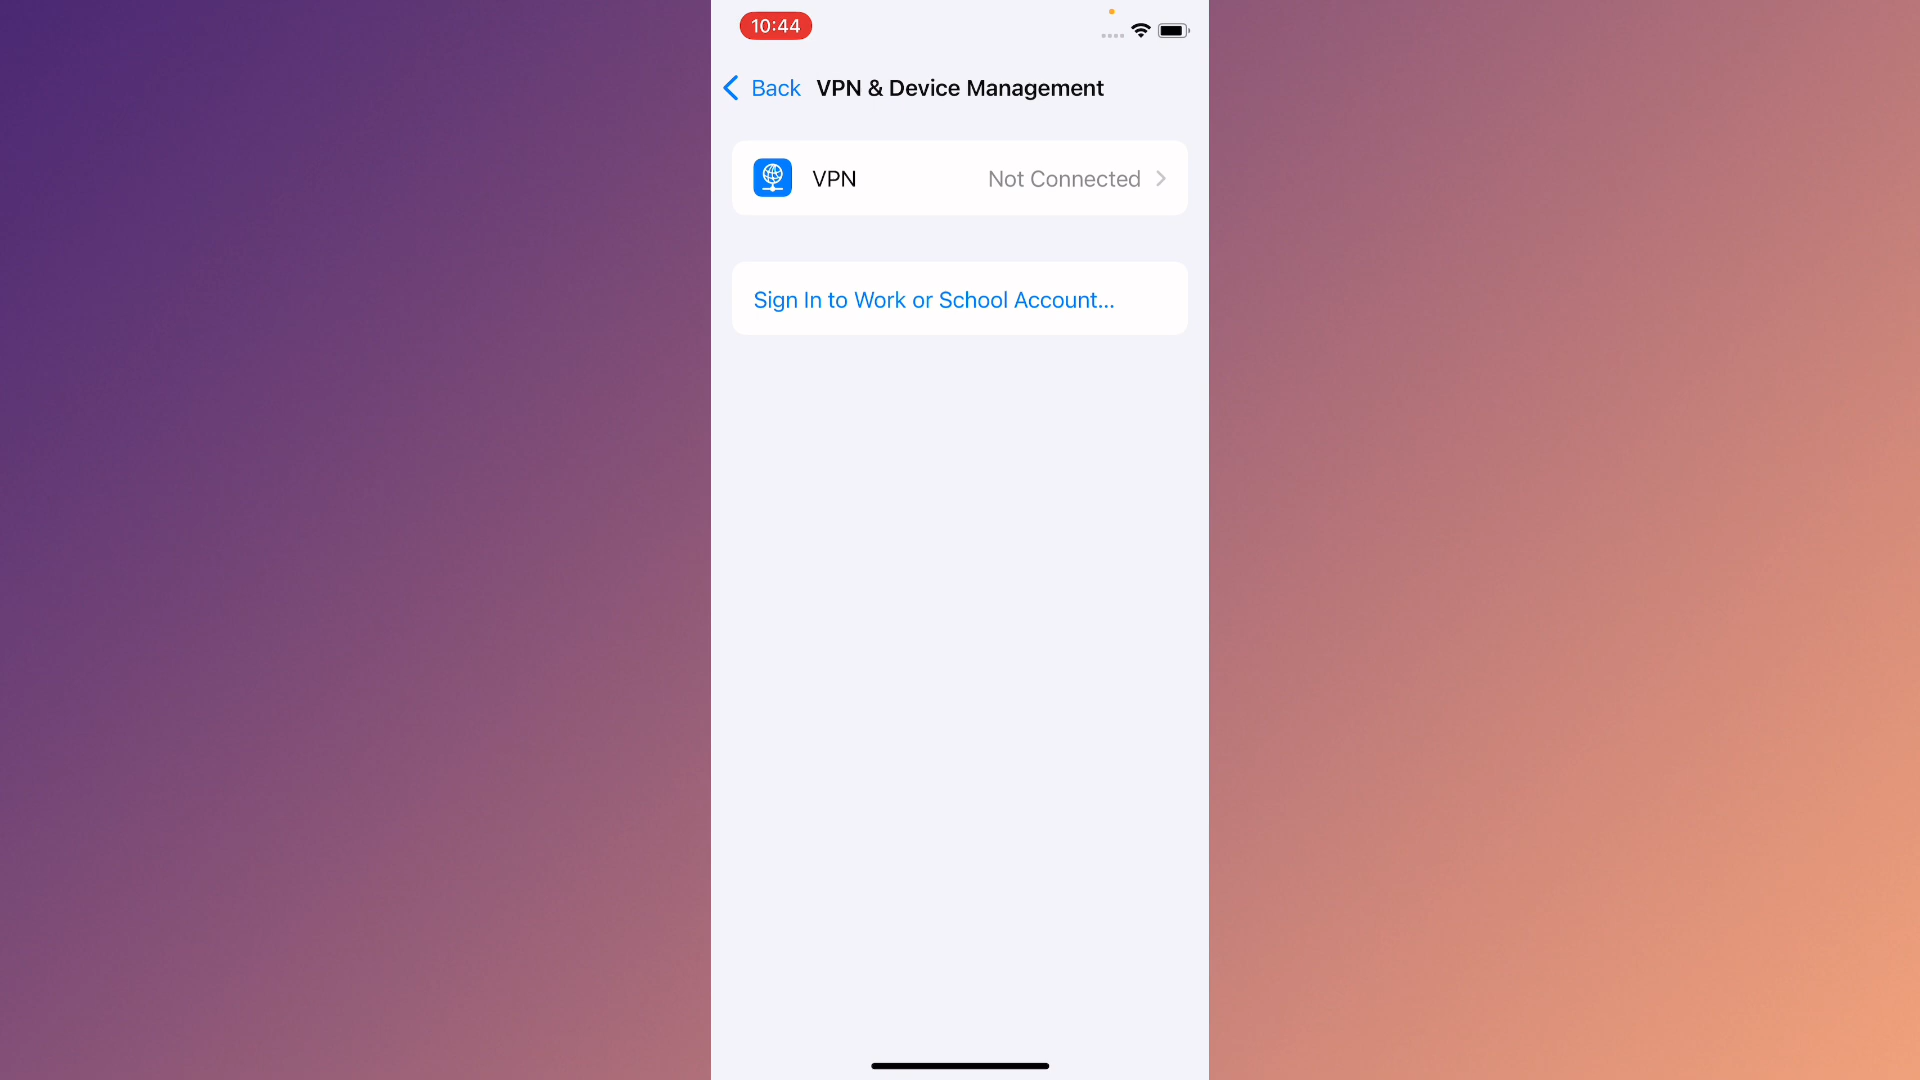 10:44
Back VPN & Device Management
VPN Not Connected
Sign In to Work or School Account...